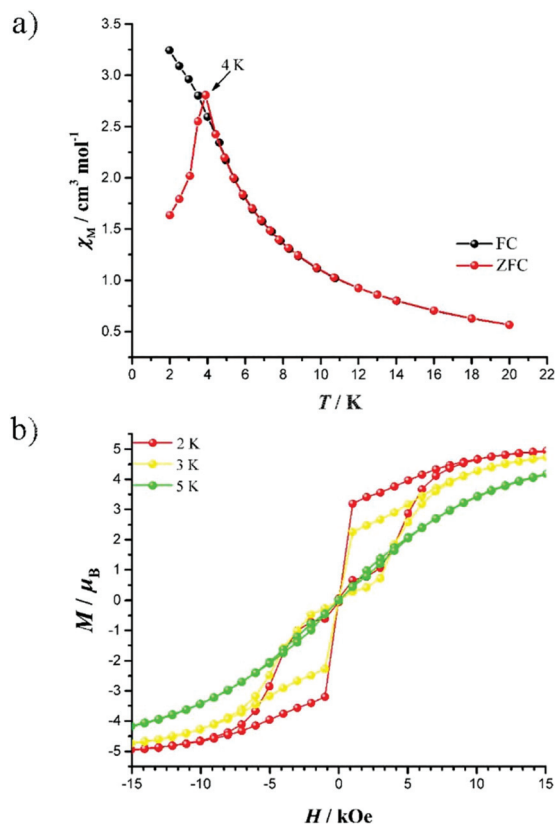 a)
3.5
3.0
2.5
2.0
1.5
1.0
0.5
χM / cm³ mol⁻¹
4 K
FC
ZFC
0 2 4 6 8 10 12 14 16 18 20 22
T / K
b)
2 K
3 K
5 K
5
4
3
2
1
0
-1
-2
-3
-4
-5
M / μB
-15 -10 -5 0 5 10 15
H / kOe